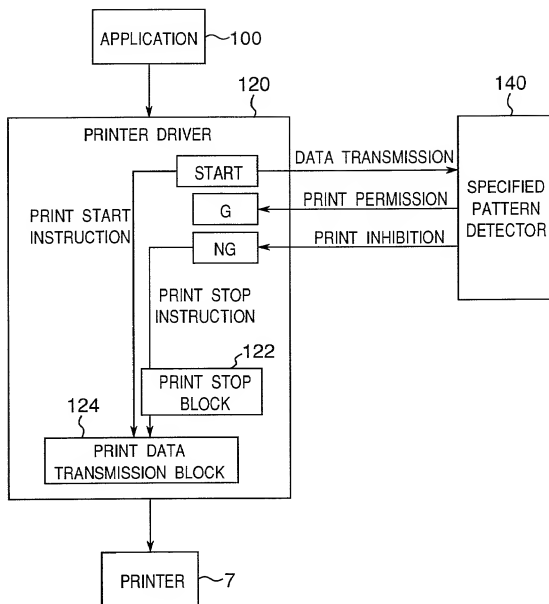 APPLICATION
100
120
140
PRINTER DRIVER
START
DATA TRANSMISSION
SPECIFIED
PATTERN
DETECTOR
G
PRINT PERMISSION
PRINT START
INSTRUCTION
NG
PRINT INHIBITION
PRINT STOP
INSTRUCTION
122
PRINT STOP
BLOCK
124
PRINT DATA
TRANSMISSION BLOCK
PRINTER
7